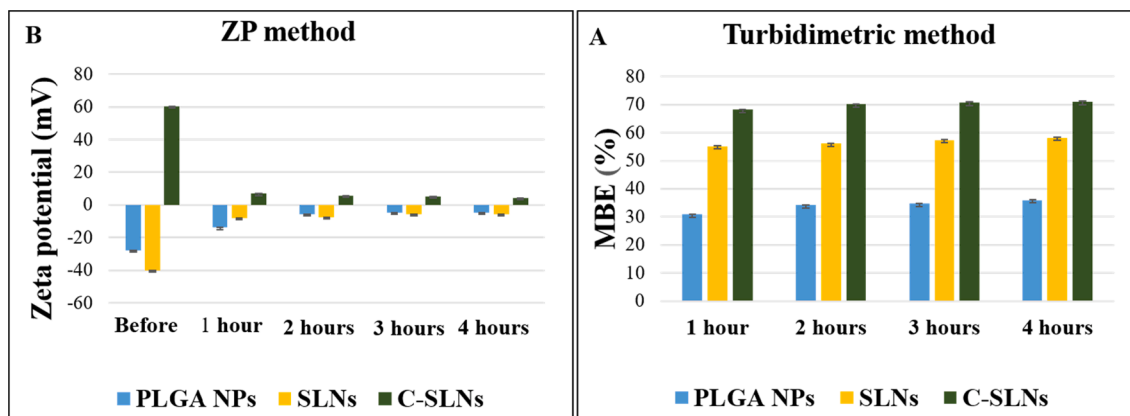 B
ZP method
Zeta potential (mV)
80
60
40
20
0
-20
-40
-60
Before
1 hour
2 hours
3 hours
4 hours
PLGA NPs
SLNs
C-SLNs
A
Turbidimetric method
MBE (%)
80
70
60
50
40
30
20
10
0
1 hour
2 hours
3 hours
4 hours
PLGA NPs
SLNs
C-SLNs